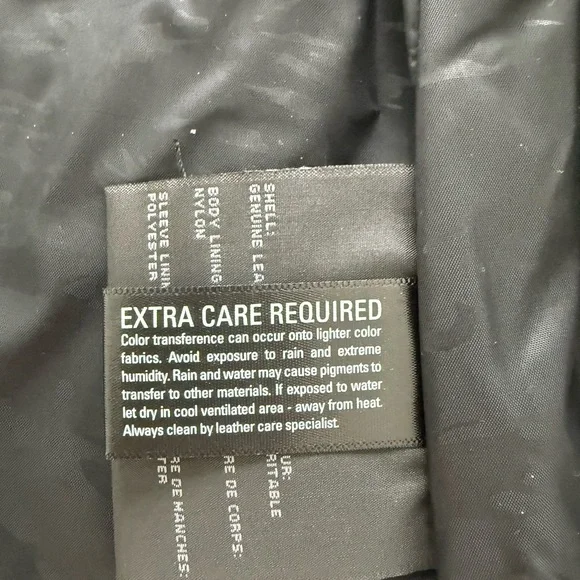 SHELL:
GENUINE
BODY LINING
NYLON
SLEEVE
POLYESTER
EXTRA CARE REQUIRED
Color transference can occur onto lighter color
fabrics. Avoid exposure to rain and extreme
humidity. Rain and water may cause pigments to
transfer to other materials. If exposed to water
let dry in cool ventilated area - away from heat.
Always clean by leather care specialist.
UR:
RITABLE
RE DE CORPS:
RE DE MANCHES:
TER